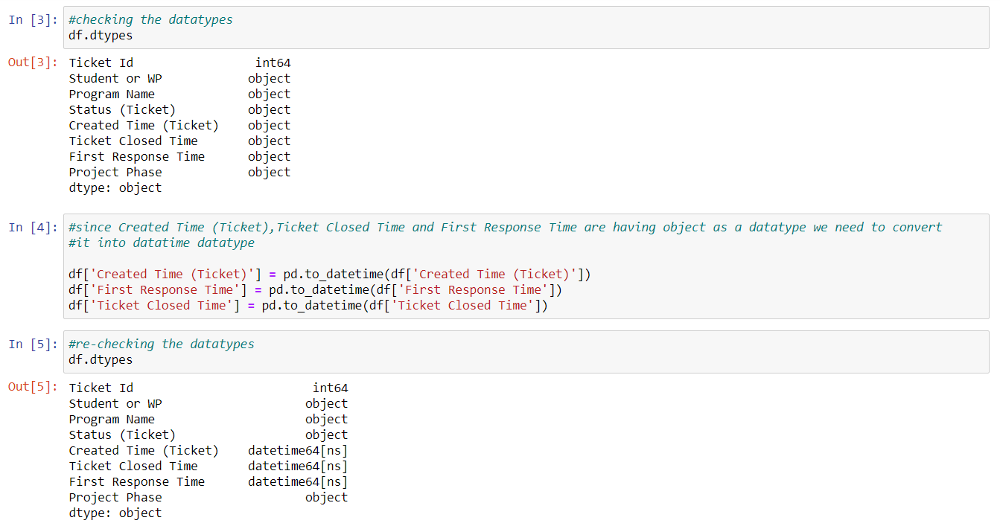 In [3]: #checking the datatypes
df.dtypes
Out[3]: Ticket Id int64
Student or WP object
Program Name object
Status (Ticket) object
Created Time (Ticket) object
Ticket Closed Time object
First Response Time object
Project Phase object
dtype: object
In [4]: #since Created Time (Ticket),Ticket Closed Time and First Response Time are having object as a datatype we need to convert
#it into datatime datatype
df['Created Time (Ticket)'] = pd.to_datetime(df['Created Time (Ticket)'])
df['First Response Time'] = pd.to_datetime(df['First Response Time'])
df['Ticket Closed Time'] = pd.to_datetime(df['Ticket Closed Time'])
In [5]: #re-checking the datatypes
df.dtypes
Out[5]: Ticket Id int64
Student or WP object
Program Name object
Status (Ticket) object
Created Time (Ticket) datetime64[ns]
Ticket Closed Time datetime64[ns]
First Response Time datetime64[ns]
Project Phase object
dtype: object